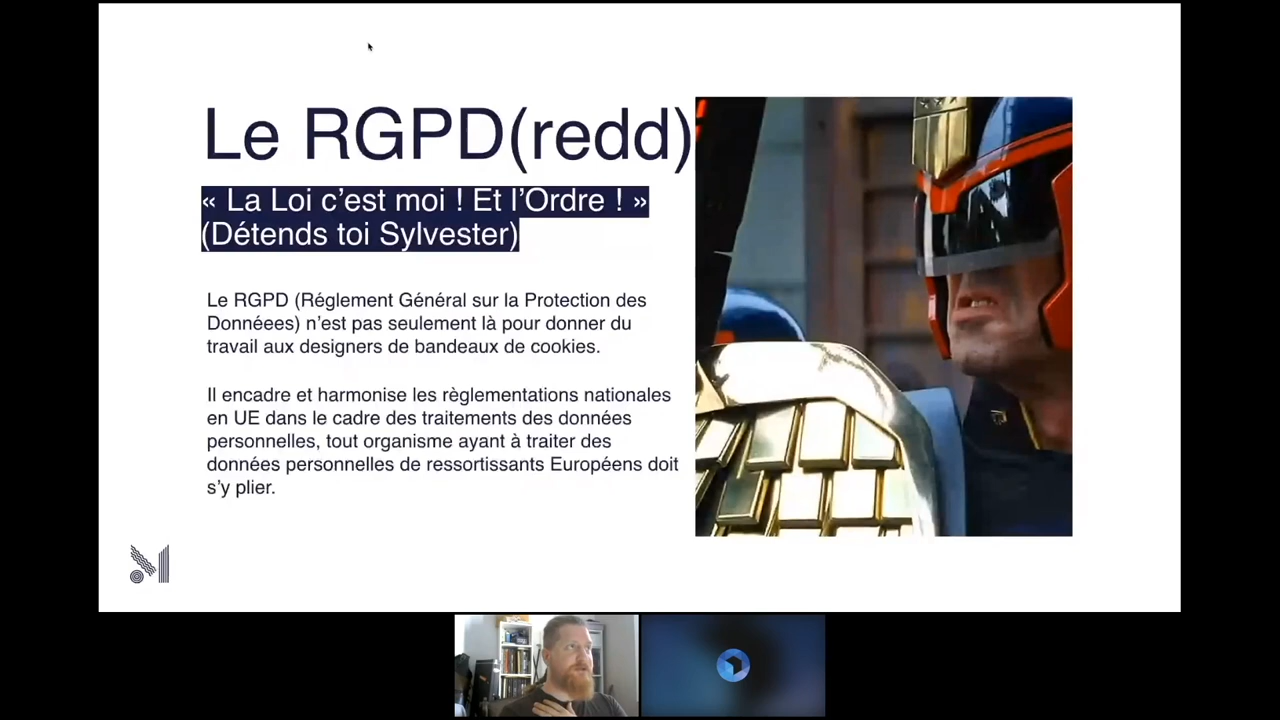 Le RGPD(redd)
« La Loi c’est moi ! Et l’Ordre ! »
(Détends toi Sylvester)
Le RGPD (Réglement Général sur la Protection des
Donnéees) n’est pas seulement là pour donner du
travail aux designers de bandeaux de cookies.
Il encadre et harmonise les règlementations nationales
en UE dans le cadre des traitements des données
personnelles, tout organisme ayant à traiter des
données personnelles de ressortissants Européens doit
s’y plier.